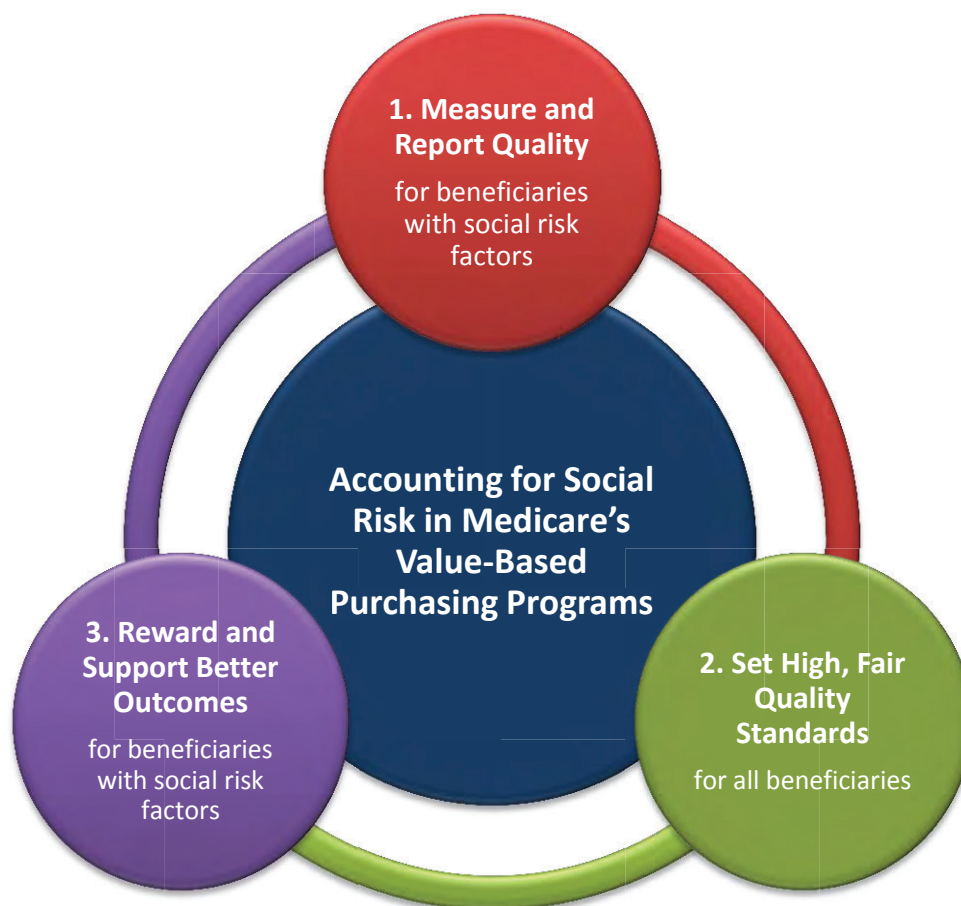 1. Measure and
Report Quality
for beneficiaries
with social risk
factors
Accounting for Social
Risk in Medicare’s
Value-Based
Purchasing Programs
3. Reward and
Support Better
Outcomes
for beneficiaries
with social risk
factors
2. Set High, Fair
Quality
Standards
for all beneficiaries